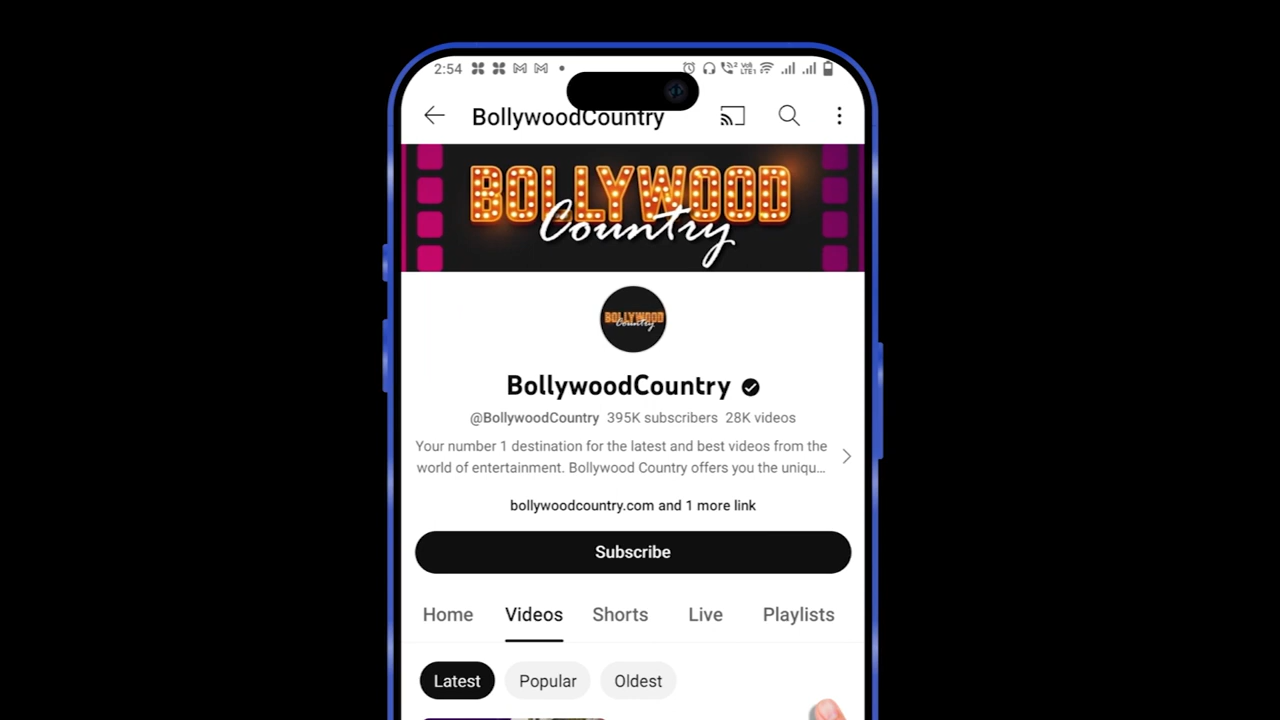 2:54
BollywoodCountry
BOLLYWOOD
Country
BOLLYWOOD
Country
BollywoodCountry
@BollywoodCountry 395K subscribers 28K videos
Your number 1 destination for the latest and best videos from the
world of entertainment. Bollywood Country offers you the uniqu...
bollywoodcountry.com and 1 more link
Subscribe
Home Videos Shorts Live Playlists
Latest Popular Oldest